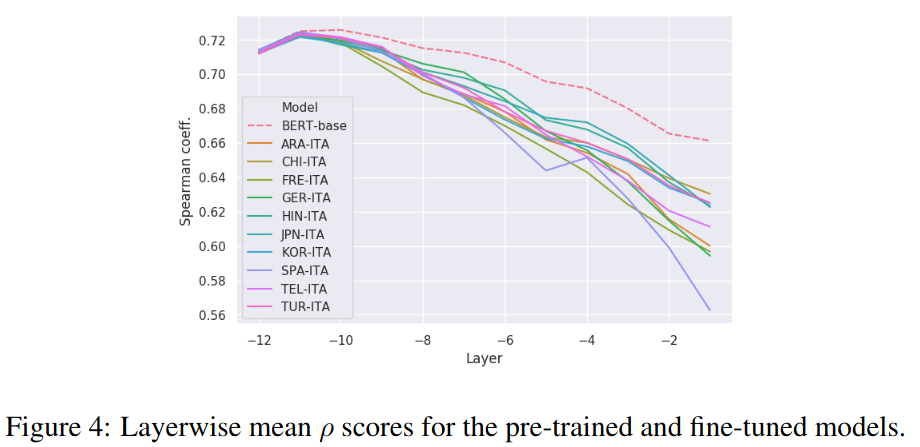 0.72
0.70
0.68
0.66
0.64
0.62
0.60
0.58
0.56
Spearman coeff.
Model
BERT-base
ARA-ITA
CHI-ITA
FRE-ITA
GER-ITA
HIN-ITA
JPN-ITA
KOR-ITA
SPA-ITA
TEL-ITA
TUR-ITA
−12 −10 −8 −6 −4 −2
Layer
Figure 4: Layerwise mean ρ scores for the pre-trained and fine-tuned models.